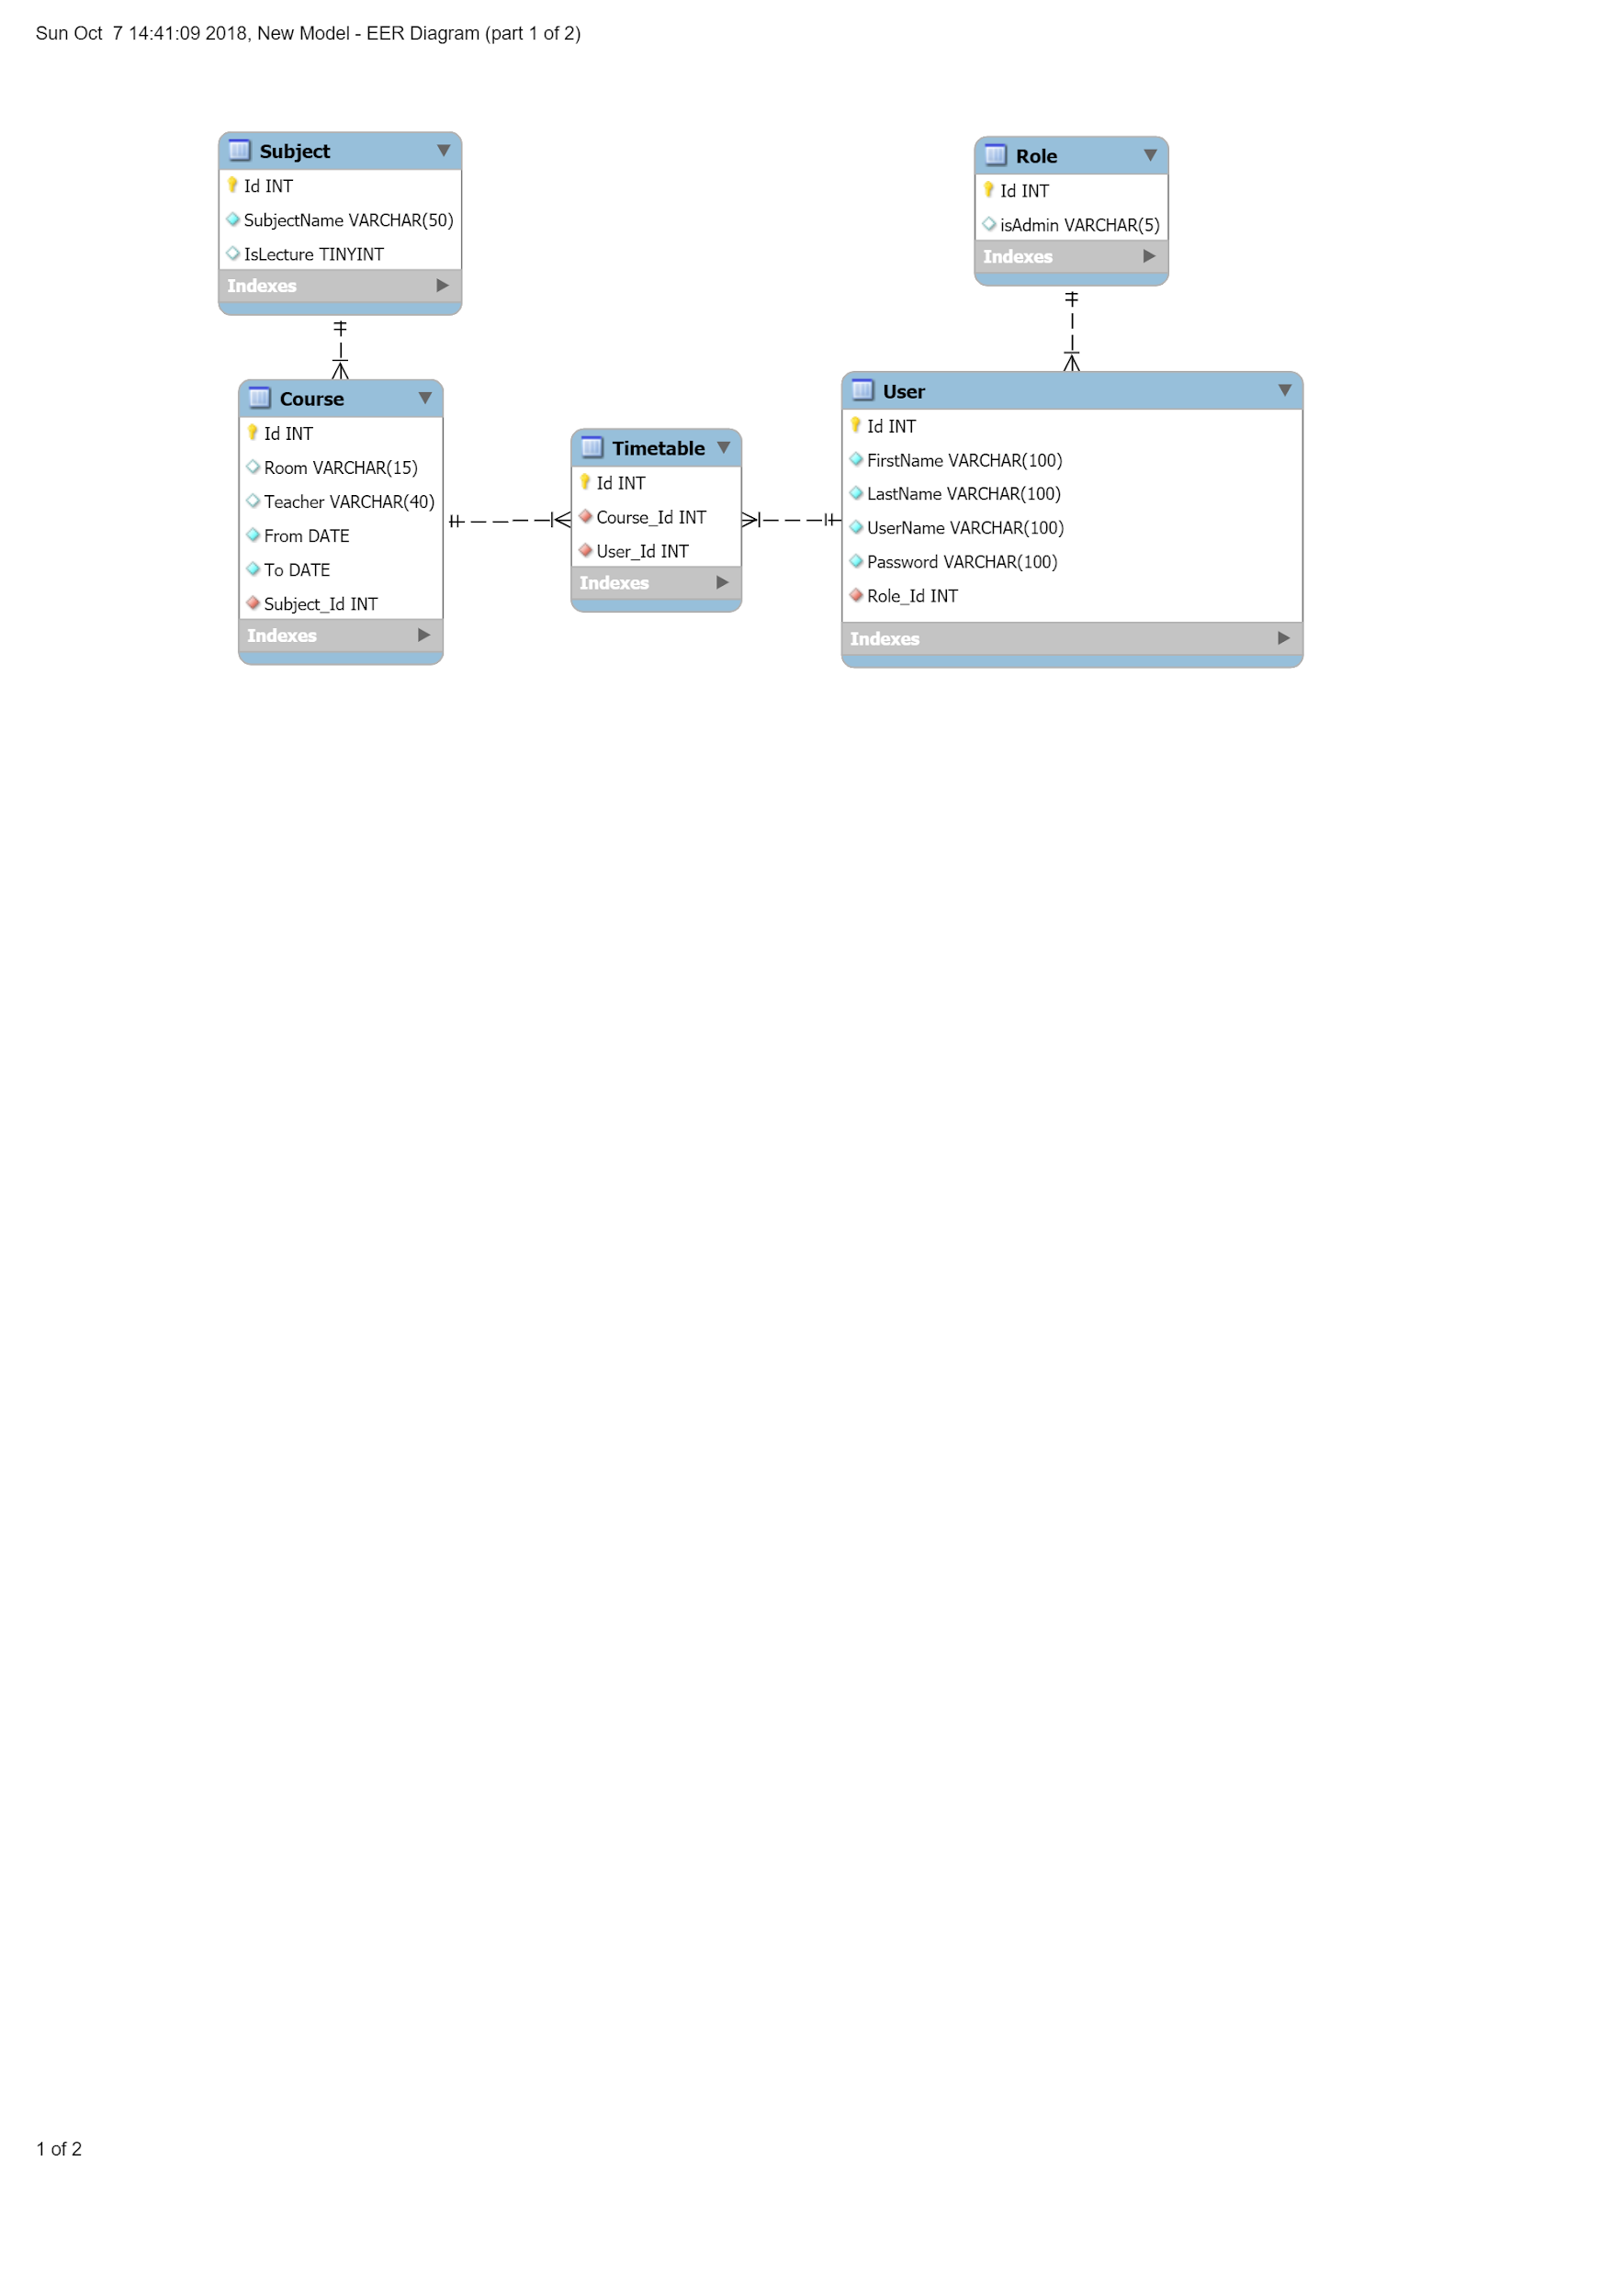 Sun Oct  7 14:41:09 2018, New Model - EER Diagram (part 1 of 2)
Subject
Id INT
SubjectName VARCHAR(50)
IsLecture TINYINT
Indexes
Role
Id INT
isAdmin VARCHAR(5)
Indexes
Course
Id INT
Room VARCHAR(15)
Teacher VARCHAR(40)
From DATE
To DATE
Subject_Id INT
Indexes
Timetable
Id INT
Course_Id INT
User_Id INT
Indexes
User
Id INT
FirstName VARCHAR(100)
LastName VARCHAR(100)
UserName VARCHAR(100)
Password VARCHAR(100)
Role_Id INT
Indexes
1 of 2